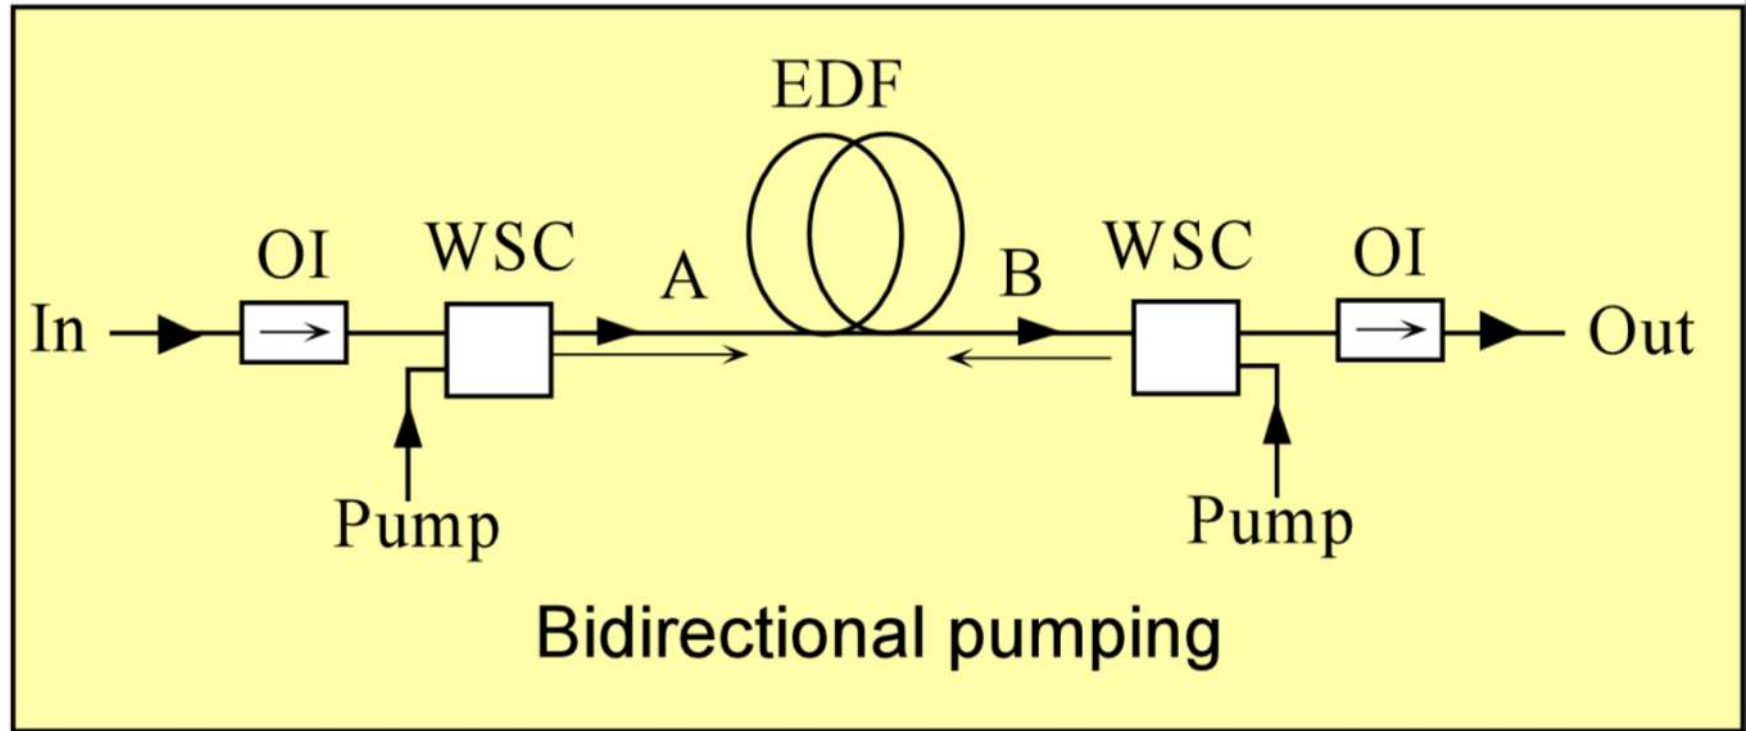 EDF
OI WSC A B WSC OI
In Out
Pump Pump
Bidirectional pumping